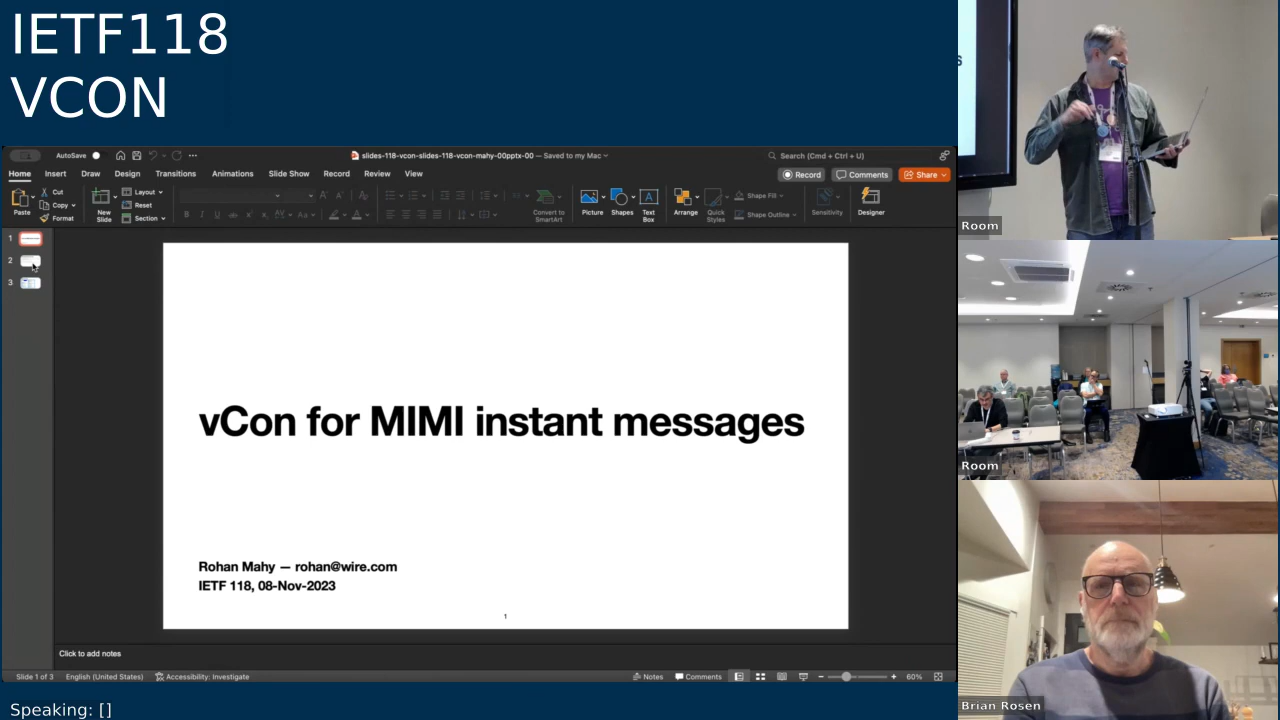 IETF118
VCON
AutoSave
slides-118-vcon-slides-118-vcon-mahy-00pptx-00 — Saved to my Mac
Search (Cmd + Ctrl + U)
Home Insert Draw Design Transitions Animations Slide Show Record Review View
Record Comments Share
Paste
Cut
Copy
Format
New Slide
Layout
Reset
Section
Convert to SmartArt
Picture
Shapes
Text Box
Arrange
Quick Styles
Shape Fill
Shape Outline
Sensitivity
Designer
1
2
3
vCon for MIMI instant messages
Rohan Mahy — rohan@wire.com
IETF 118, 08-Nov-2023
1
Click to add notes
Slide 1 of 3 English (United States) Accessibility: Investigate Notes Comments 60%
Speaking: []
Room
Room
Brian Rosen